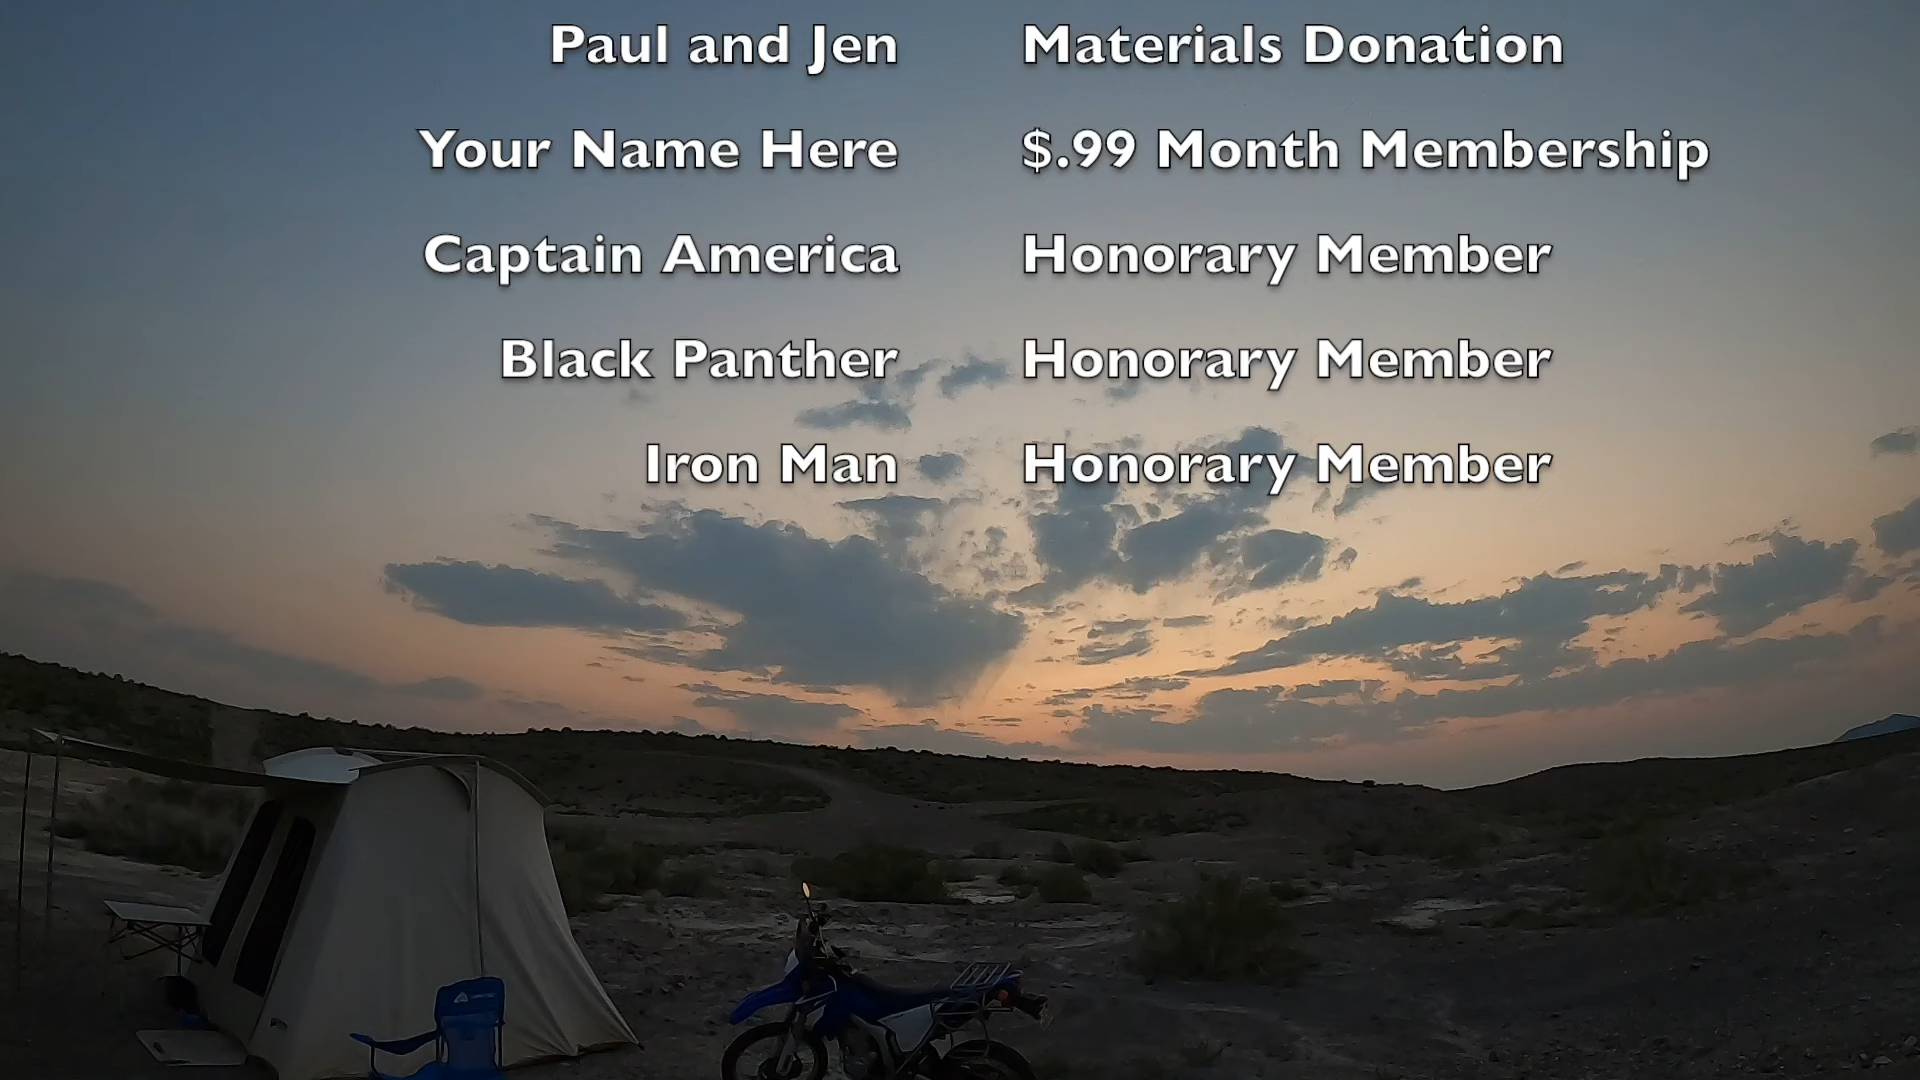 Paul and Jen Materials Donation
Your Name Here $.99 Month Membership
Captain America Honorary Member
Black Panther Honorary Member
Iron Man Honorary Member